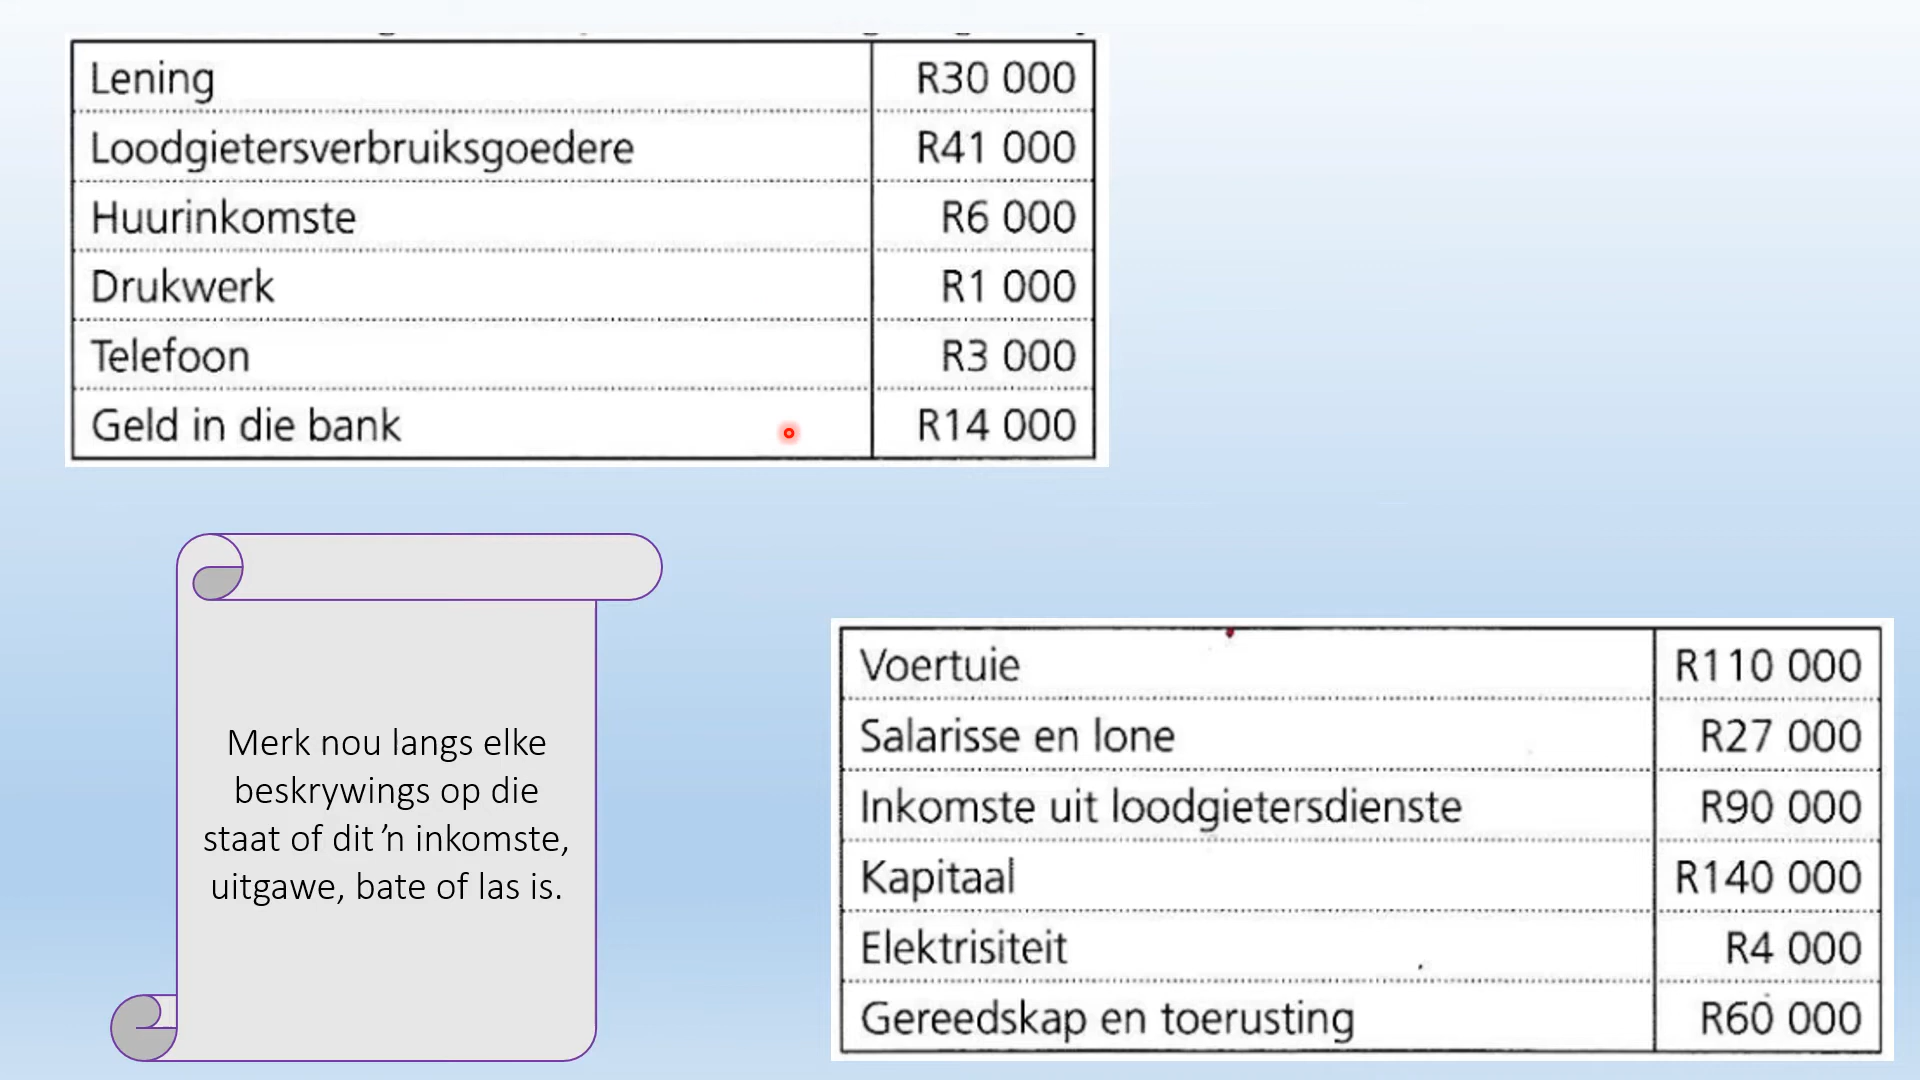 Lening R30 000
Loodgietersverbruiksgoedere R41 000
Huurinkomste R6 000
Drukwerk R1 000
Telefoon R3 000
Geld in die bank R14 000
Merk nou langs elke
beskrywings op die
staat of dit ’n inkomste,
uitgawe, bate of las is.
Voertuie R110 000
Salarisse en lone R27 000
Inkomste uit loodgietersdienste R90 000
Kapitaal R140 000
Elektrisiteit R4 000
Gereedskap en toerusting R60 000